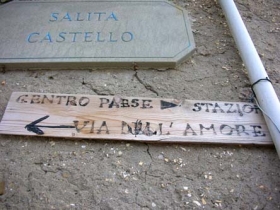 SALITA
CASTELLO
CENTRO PAESE ► STAZIO
← VIA DELL' AMORE